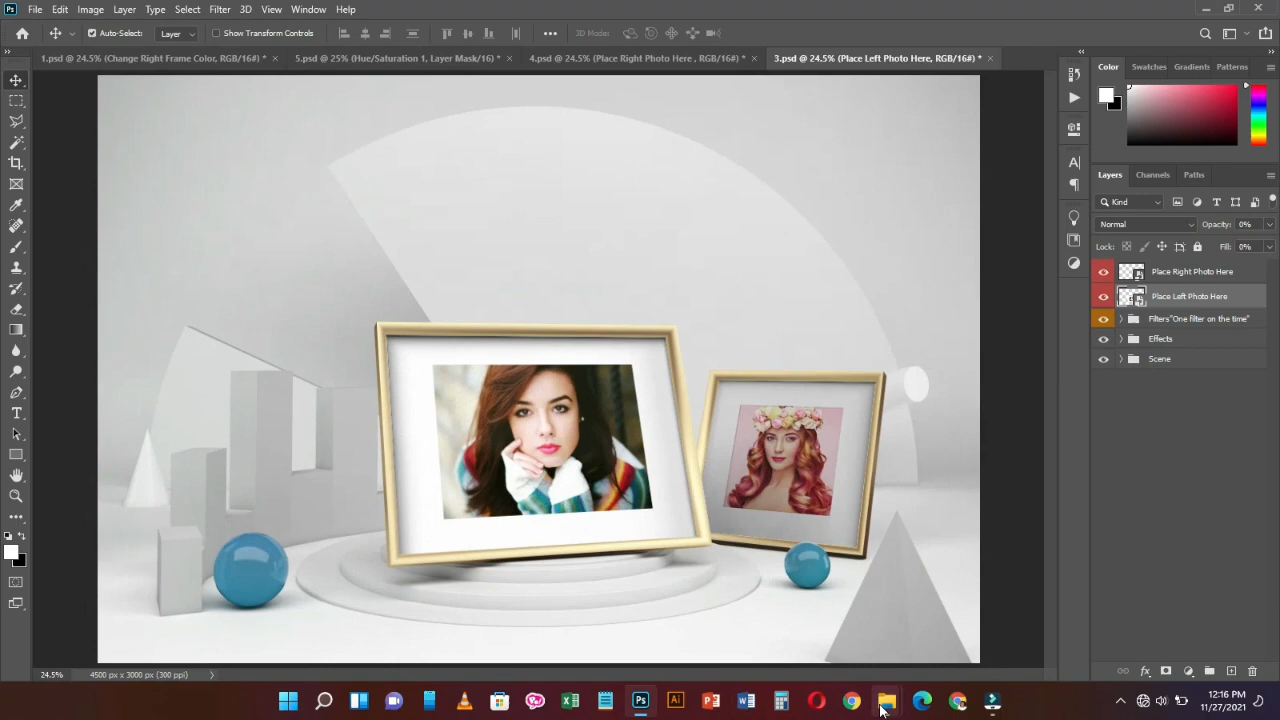 Ps File Edit Image Layer Type Select Filter 3D View Window Help
Auto-Select: Layer Show Transform Controls 3D Mode:
1.psd @ 24.5% (Change Right Frame Color, RGB/16#) * 5.psd @ 25% (Hue/Saturation 1, Layer Mask/16) * 4.psd @ 24.5% (Place Right Photo Here , RGB/16#) * 3.psd @ 24.5% (Place Left Photo Here, RGB/16#) *
Color Swatches Gradients Patterns
Layers Channels Paths
Kind
Normal Opacity: 0%
Lock: Fill: 0%
Place Right Photo Here
Place Left Photo Here
Filters"One filter on the time"
Effects
Scene
24.5% 4500 px x 3000 px (300 ppi)
Ps Ai
12:16 PM
11/27/2021